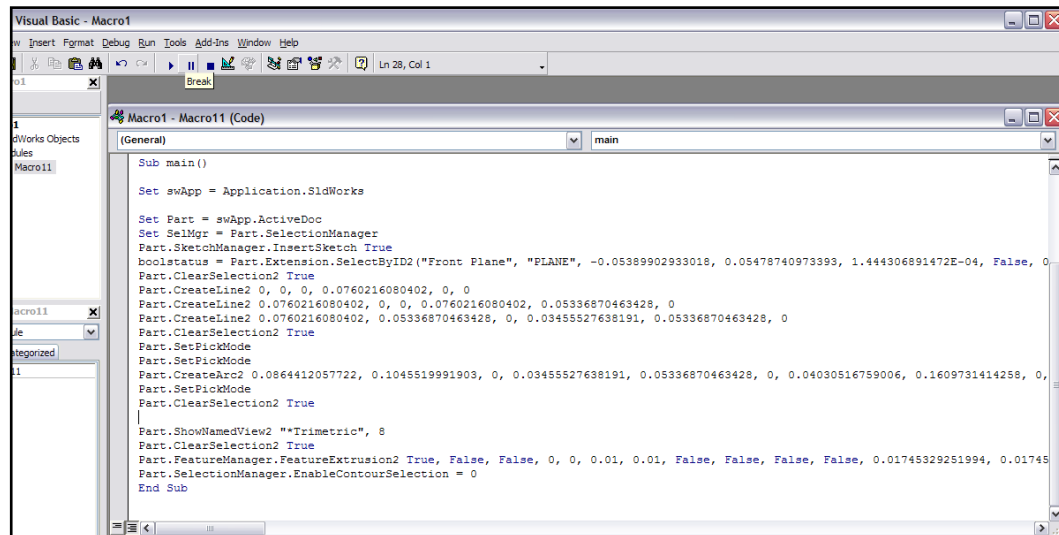 Visual Basic - Macro1
Insert Format Debug Run Tools Add-Ins Window Help
Ln 28, Col 1
Break
Macro1 - Macro11 (Code)
(General) main
dWorks Objects
dules
Macro11
Sub main()
Set swApp = Application.SldWorks
Set Part = swApp.ActiveDoc
Set SelMgr = Part.SelectionManager
Part.SketchManager.InsertSketch True
boolstatus = Part.Extension.SelectByID2("Front Plane", "PLANE", -0.05389902933018, 0.05478740973393, 1.444306891472E-04, False, 0
Part.ClearSelection2 True
Part.CreateLine2 0, 0, 0, 0.0760216080402, 0, 0
Part.CreateLine2 0.0760216080402, 0, 0, 0.0760216080402, 0.05336870463428, 0
Part.CreateLine2 0.0760216080402, 0.05336870463428, 0, 0.03455527638191, 0.05336870463428, 0
Part.ClearSelection2 True
Part.SetPickMode
Part.SetPickMode
Part.CreateArc2 0.0864412057722, 0.1045519991903, 0, 0.03455527638191, 0.05336870463428, 0, 0.04030516759006, 0.1609731414258, 0,
Part.SetPickMode
Part.ClearSelection2 True
Part.ShowNamedView2 "*Trimetric", 8
Part.ClearSelection2 True
Part.FeatureManager.FeatureExtrusion2 True, False, False, 0, 0, 0.01, 0.01, False, False, False, False, 0.01745329251994, 0.01745
Part.SelectionManager.EnableContourSelection = 0
End Sub
acro11
ule
ategorized
11